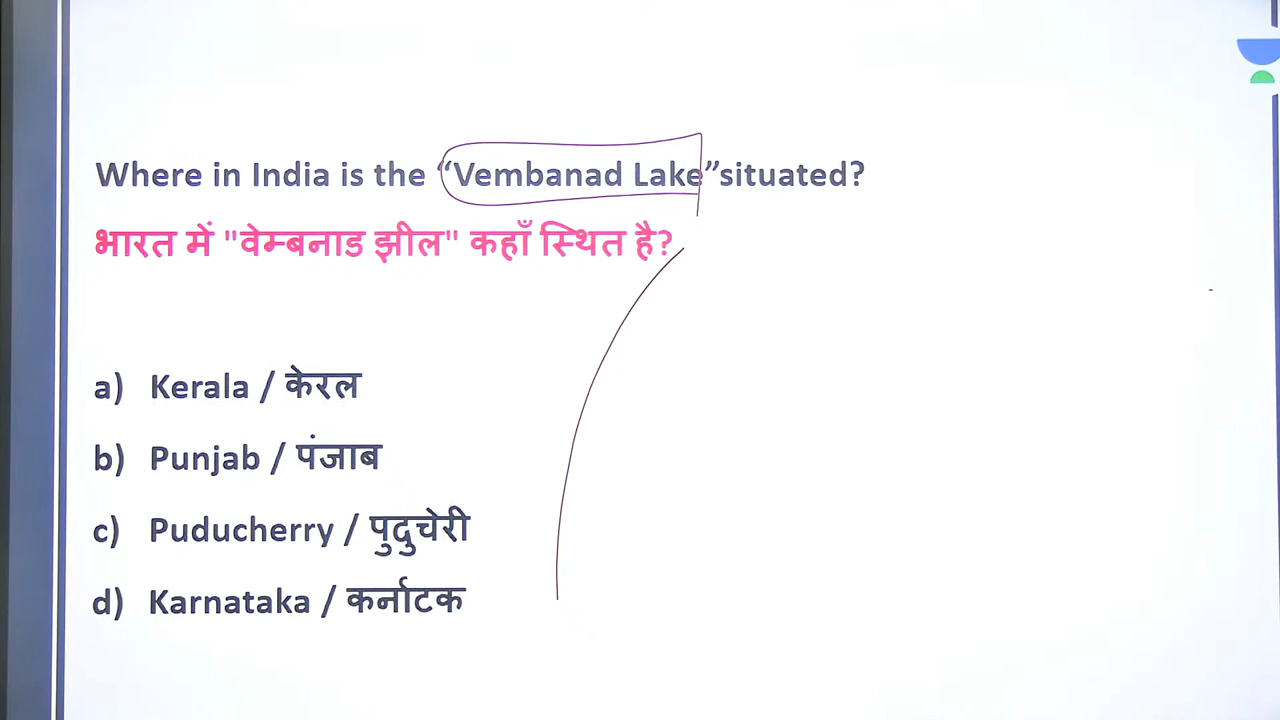 Where in India is the “Vembanad Lake”situated?
भारत में "वेम्बनाड झील" कहाँ स्थित है?
a) Kerala / केरल
b) Punjab / पंजाब
c) Puducherry / पुदुचेरी
d) Karnataka / कर्नाटक